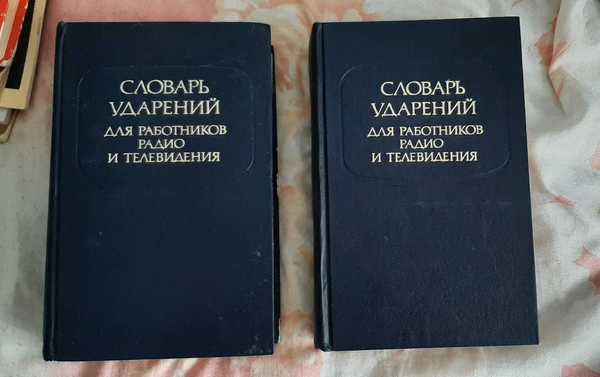 СЛОВАРЬ
УДАРЕНИЙ
ДЛЯ РАБОТНИКОВ
РАДИО
И ТЕЛЕВИДЕНИЯ
СЛОВАРЬ
УДАРЕНИЙ
ДЛЯ РАБОТНИКОВ
РАДИО
И ТЕЛЕВИДЕНИЯ